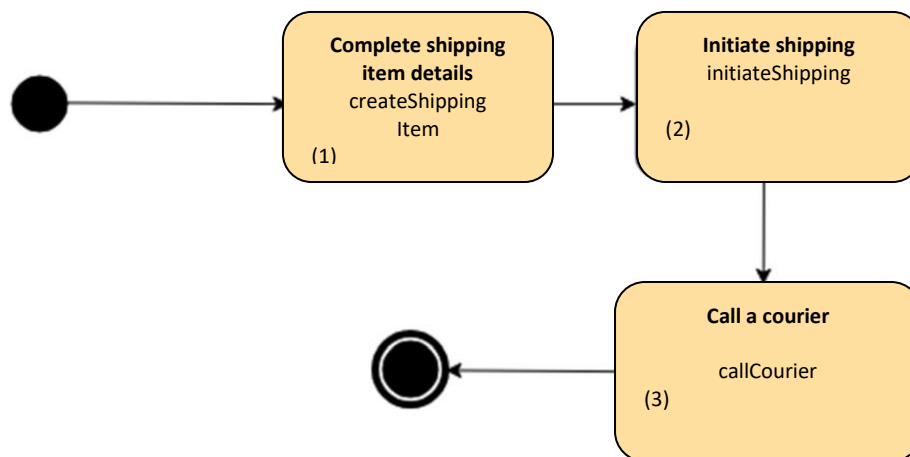 Complete shipping
item details
createShipping
Item
(1)
Initiate shipping
initiateShipping
(2)
Call a courier
callCourier
(3)